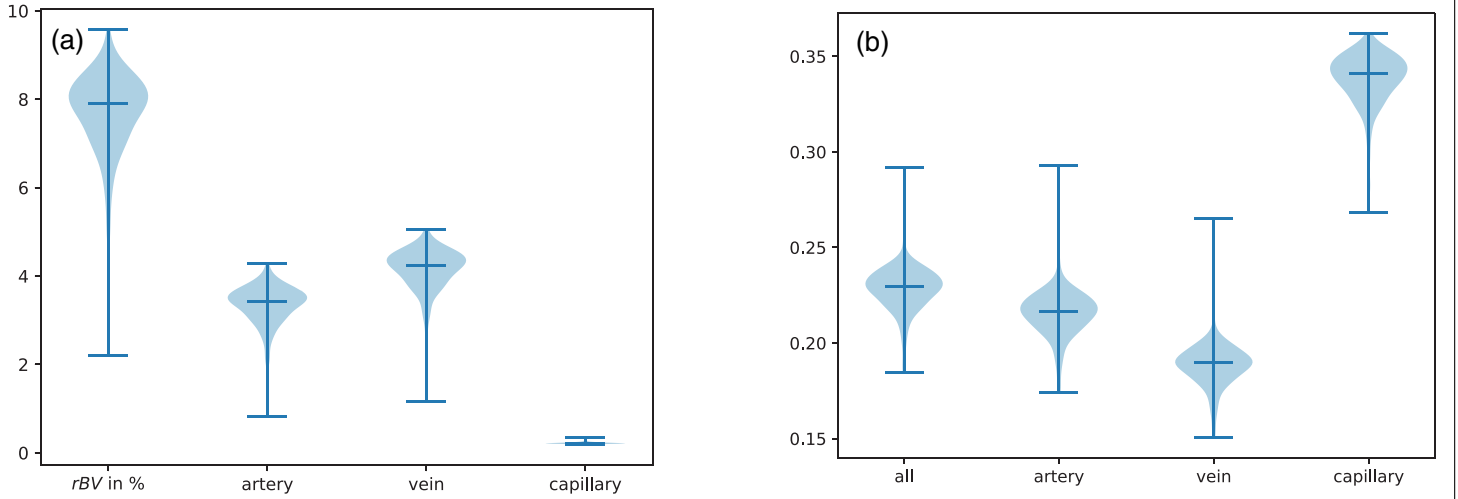 (a)
10
8
6
4
2
0
rBV in %
artery
vein
capillary
(b)
0.35
0.30
0.25
0.20
0.15
all
artery
vein
capillary